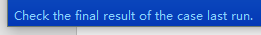 Check the final result of the case last run.